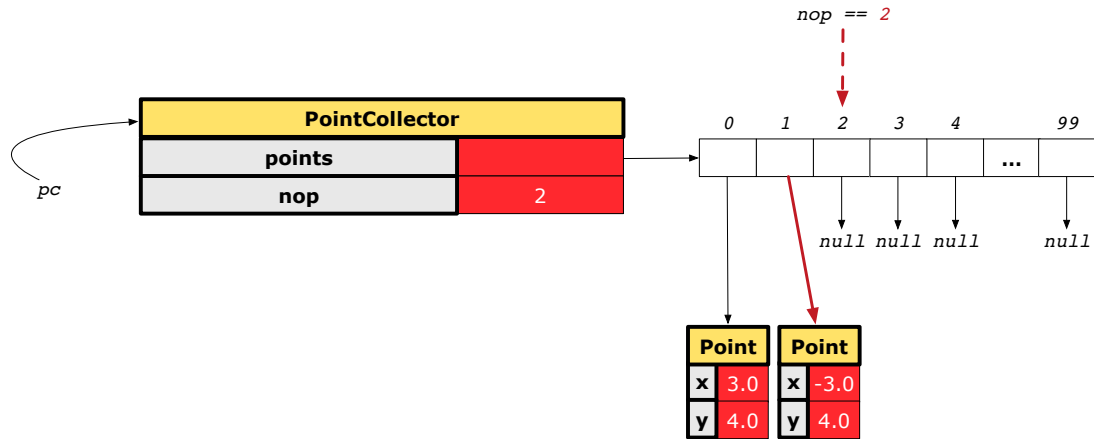 nop == 2
PointCollector
0 1 2 3 4 99
points
...
pc
nop 2
null null null null
Point Point
x 3.0 x -3.0
y 4.0 y 4.0